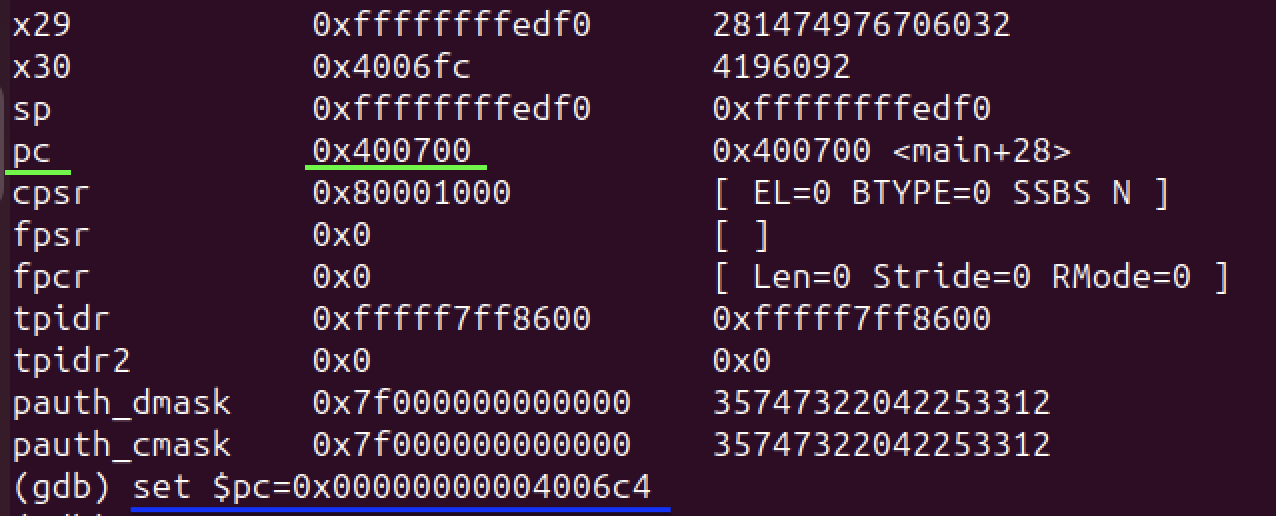 x29 0xffffffffedf0 281474976706032
x30 0x4006fc 4196092
sp 0xffffffffedf0 0xffffffffedf0
pc 0x400700 0x400700 <main+28>
cpsr 0x80001000 [ EL=0 BTYPE=0 SSBS N ]
fpsr 0x0 [ ]
fpcr 0x0 [ Len=0 Stride=0 RMode=0 ]
tpidr 0xfffff7ff8600 0xfffff7ff8600
tpidr2 0x0 0x0
pauth_dmask 0x7f000000000000 35747322042253312
pauth_cmask 0x7f000000000000 35747322042253312
(gdb) set $pc=0x00000000004006c4